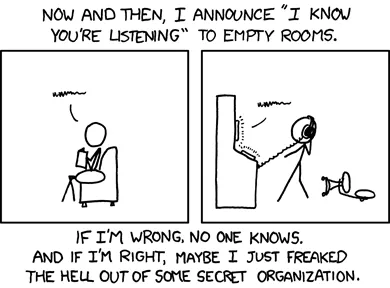 NOW AND THEN, I ANNOUNCE "I KNOW
YOU'RE LISTENING" TO EMPTY ROOMS.
IF I'M WRONG, NO ONE KNOWS.
AND IF I'M RIGHT, MAYBE I JUST FREAKED
THE HELL OUT OF SOME SECRET ORGANIZATION.